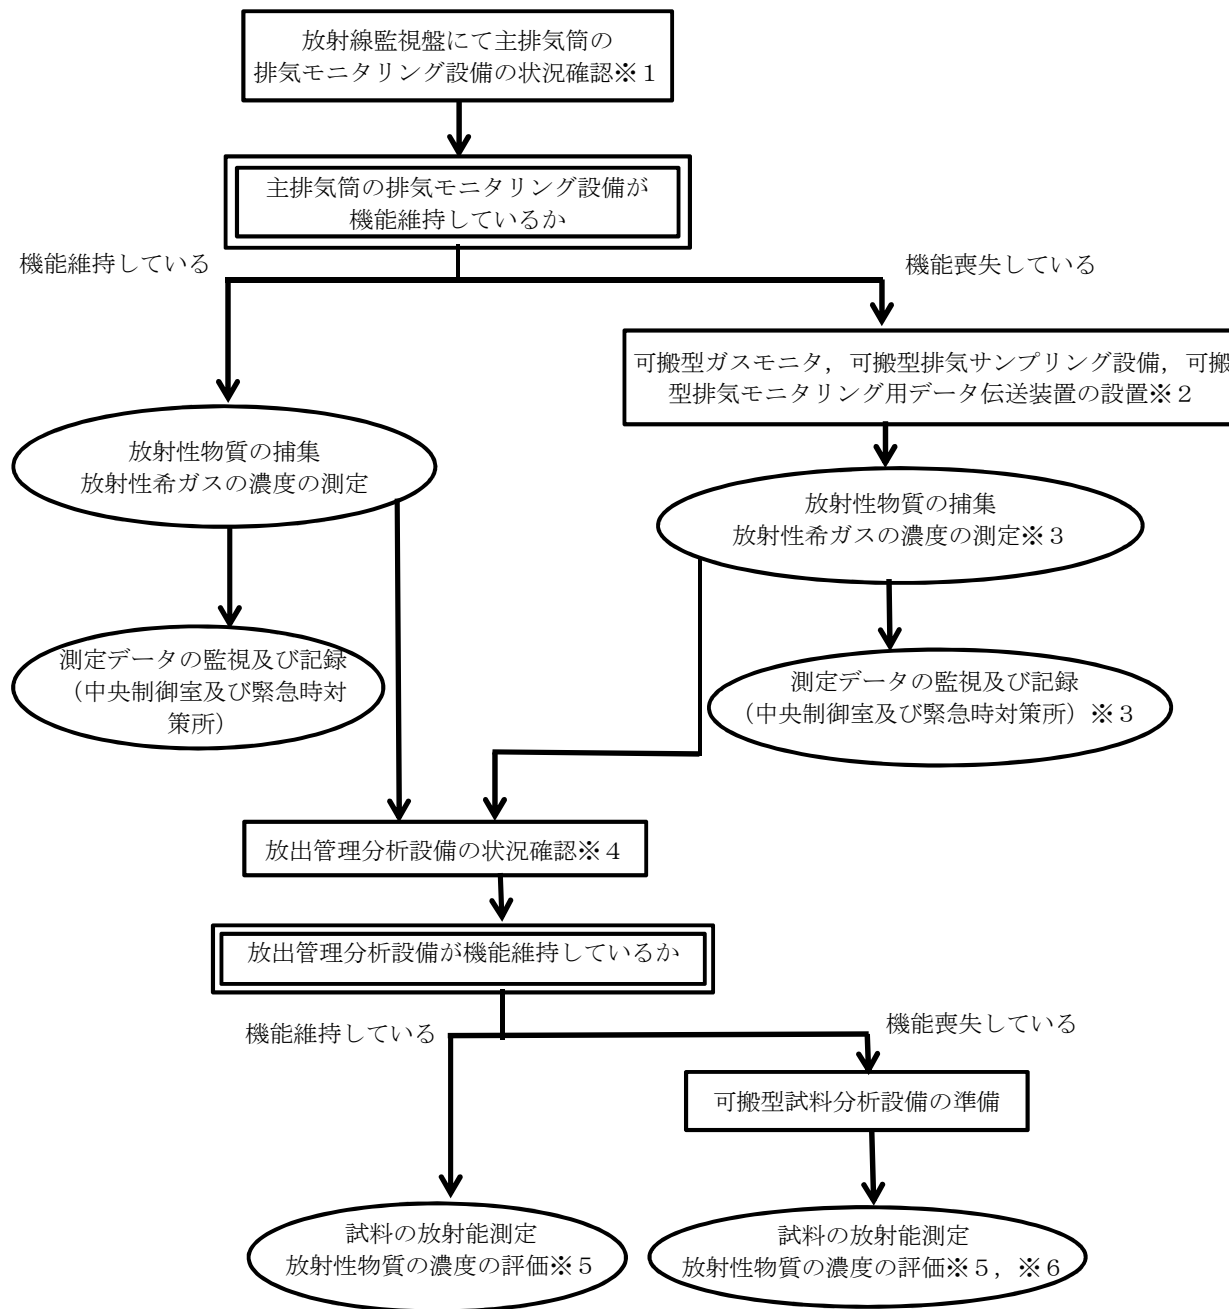 放射線監視盤にて主排気筒の
排気モニタリング設備の状況確認※１
主排気筒の排気モニタリング設備が
機能維持しているか
機能維持している
機能喪失している
可搬型ガスモニタ，可搬型排気サンプリング設備，可搬
型排気モニタリング用データ伝送装置の設置※２
放射性物質の捕集
放射性希ガスの濃度の測定
放射性物質の捕集
放射性希ガスの濃度の測定※３
測定データの監視及び記録
（中央制御室及び緊急時対
策所）
測定データの監視及び記録
（中央制御室及び緊急時対策所）※３
放出管理分析設備の状況確認※４
放出管理分析設備が機能維持しているか
機能維持している
機能喪失している
可搬型試料分析設備の準備
試料の放射能測定
放射性物質の濃度の評価※５
試料の放射能測定
放射性物質の濃度の評価※５，※６